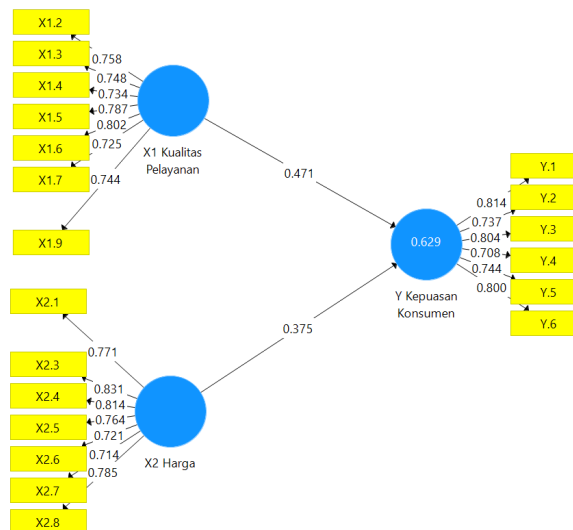 X1.2
X1.3
X1.4
X1.5
X1.6
X1.7
X1.9
0.758
0.748
0.734
0.787
0.802
0.725
0.744
X1 Kualitas
Pelayanan
0.471
X2.1
X2.3
X2.4
X2.5
X2.6
X2.7
X2.8
0.771
0.831
0.814
0.764
0.721
0.714
0.785
X2 Harga
0.375
0.629
Y Kepuasan
Konsumen
0.814
0.737
0.804
0.708
0.744
0.800
Y.1
Y.2
Y.3
Y.4
Y.5
Y.6